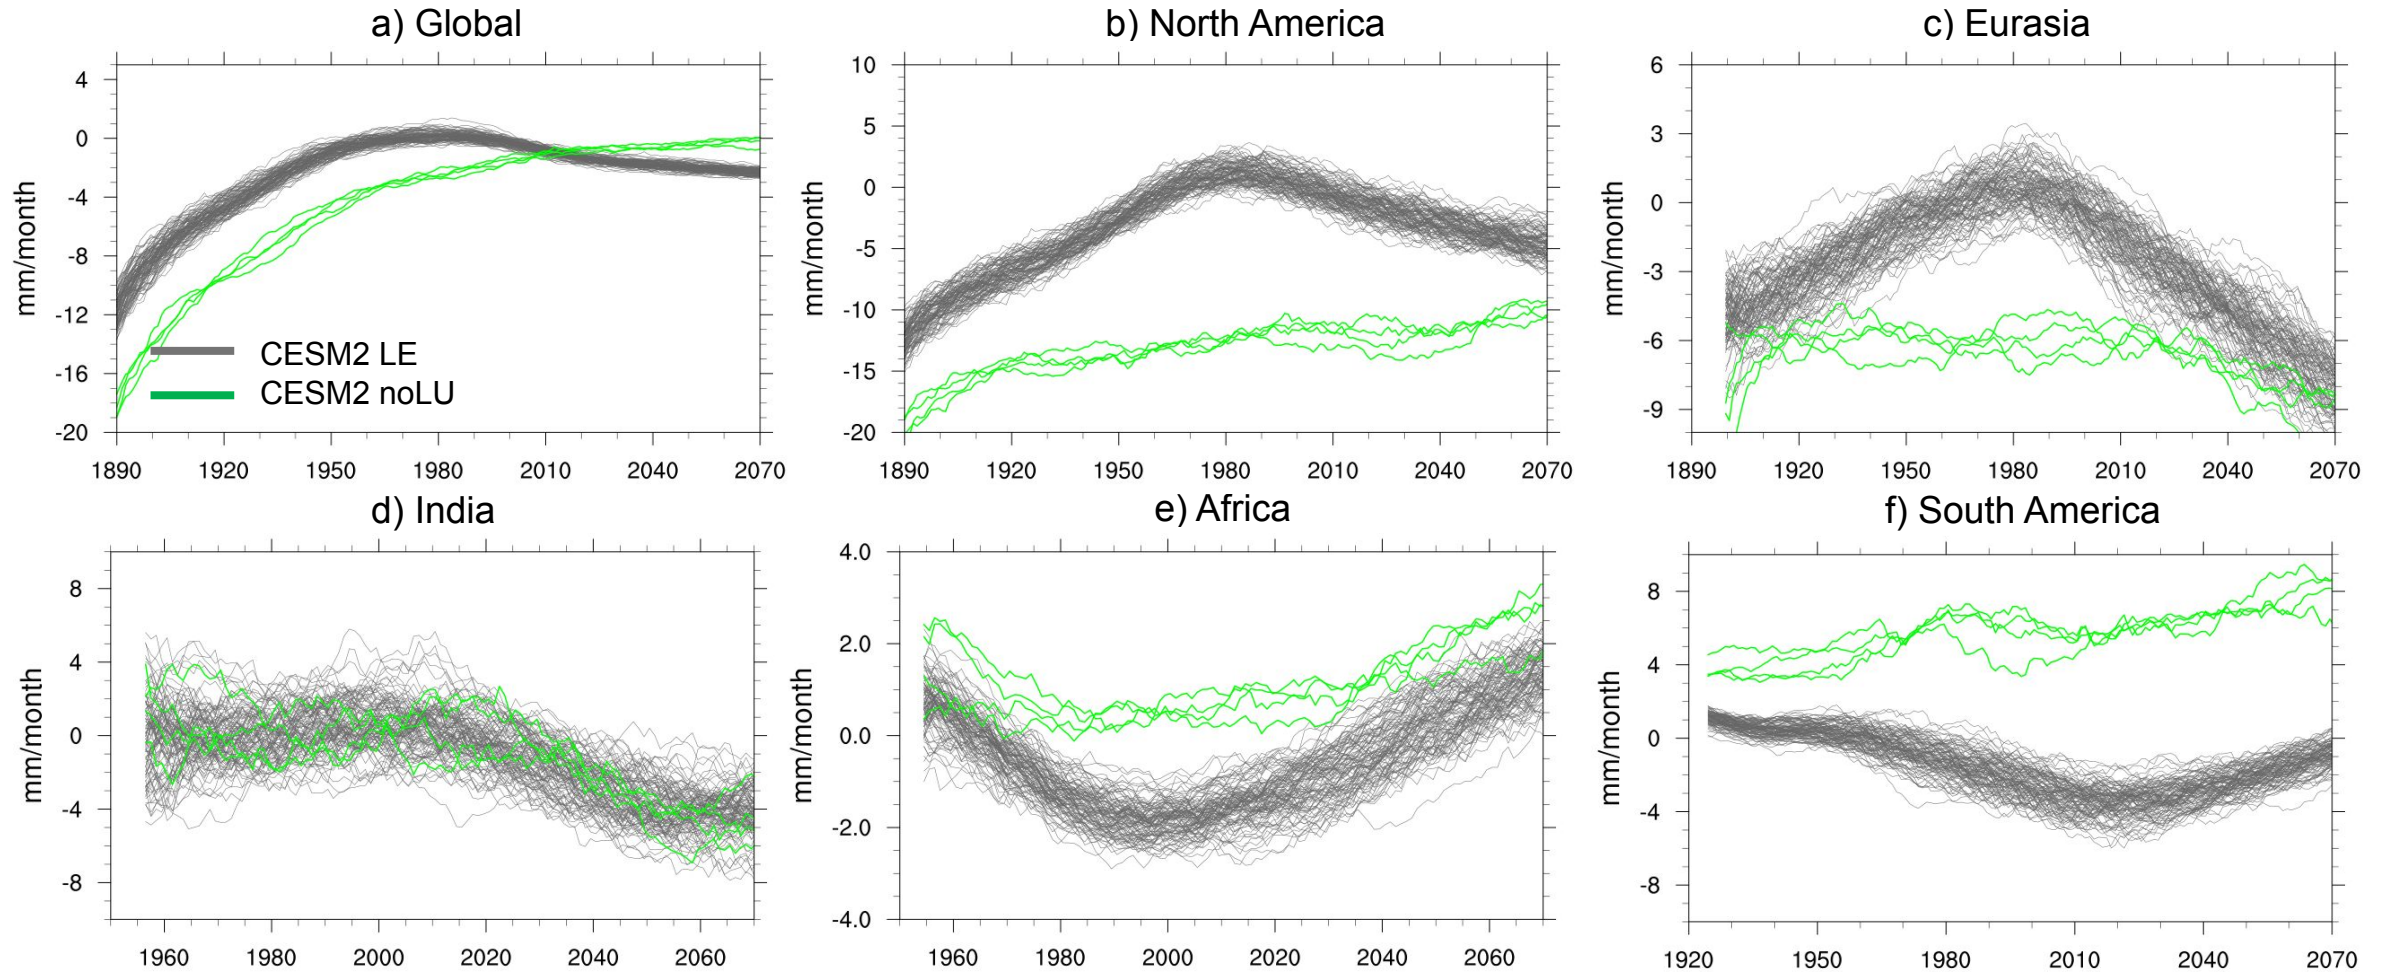 a) Global
b) North America
c) Eurasia
4
0
-4
-8
-12
-16
-20
mm/month
CESM2 LE
CESM2 noLU
1890 1920 1950 1980 2010 2040 2070
10
5
0
-5
-10
-15
-20
mm/month
1890 1920 1950 1980 2010 2040 2070
6
3
0
-3
-6
-9
mm/month
1890 1920 1950 1980 2010 2040 2070
d) India
e) Africa
f) South America
8
4
0
-4
-8
mm/month
1960 1980 2000 2020 2040 2060
4.0
2.0
0.0
-2.0
-4.0
mm/month
1960 1980 2000 2020 2040 2060
8
4
0
-4
-8
mm/month
1920 1950 1980 2010 2040 2070